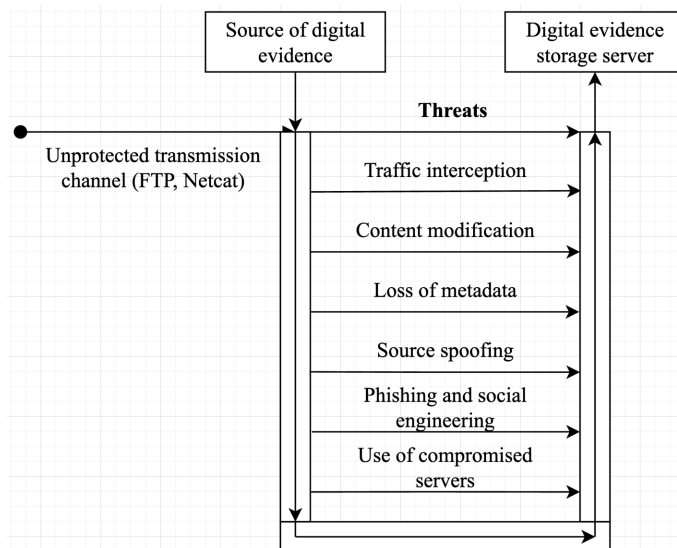 Source of digital
evidence
Digital evidence
storage server
Threats
Unprotected transmission
channel (FTP, Netcat)
Traffic interception
Content modification
Loss of metadata
Source spoofing
Phishing and social
engineering
Use of compromised
servers